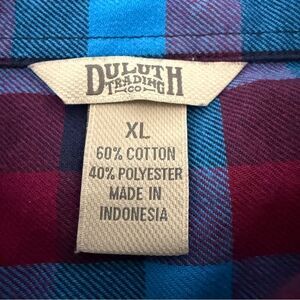 DULUTH
TRADING
CO
XL
60% COTTON
40% POLYESTER
MADE IN
INDONESIA